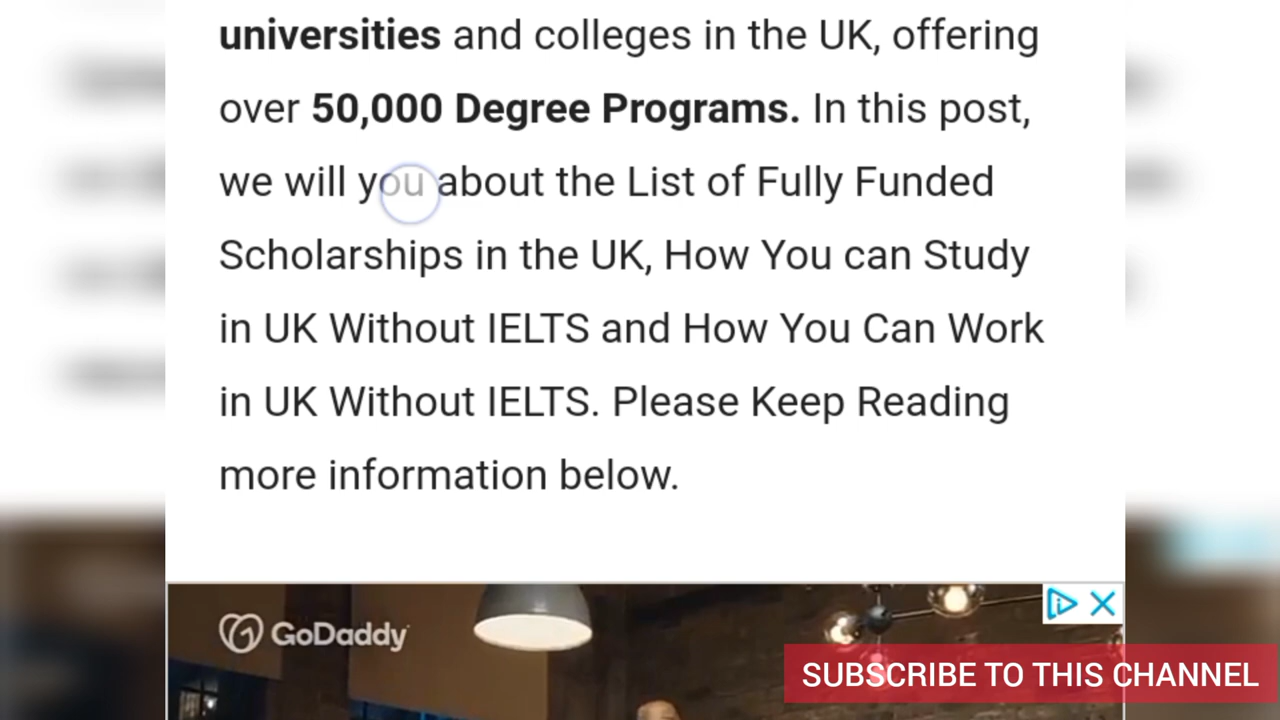 universities and colleges in the UK, offering
over 50,000 Degree Programs. In this post,
we will you about the List of Fully Funded
Scholarships in the UK, How You can Study
in UK Without IELTS and How You Can Work
in UK Without IELTS. Please Keep Reading
more information below.
GoDaddy
SUBSCRIBE TO THIS CHANNEL